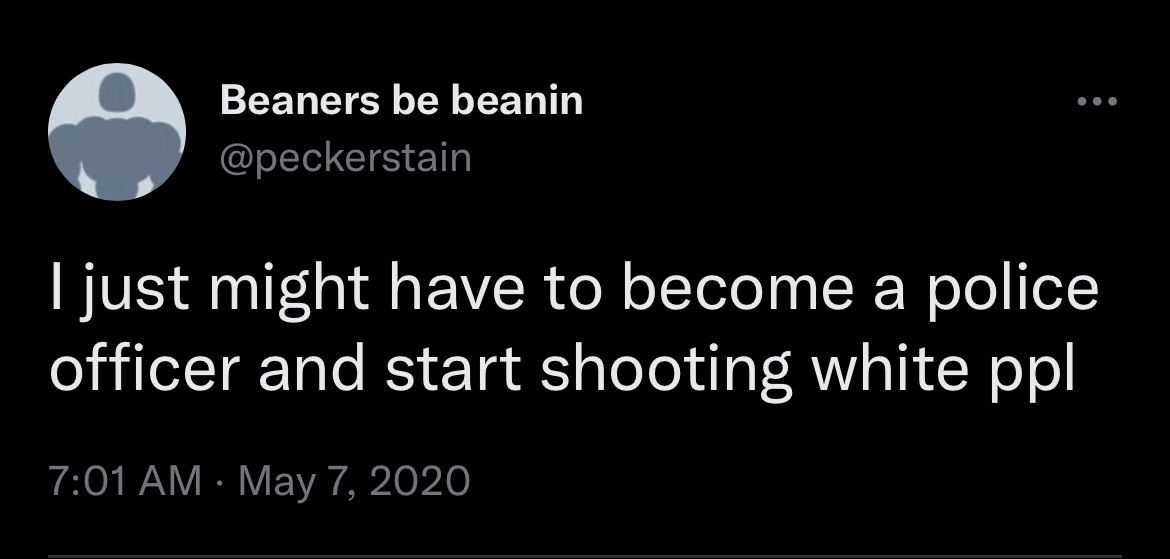 Beaners be beanin
@peckerstain
I just might have to become a police
officer and start shooting white ppl
7:01 AM · May 7, 2020